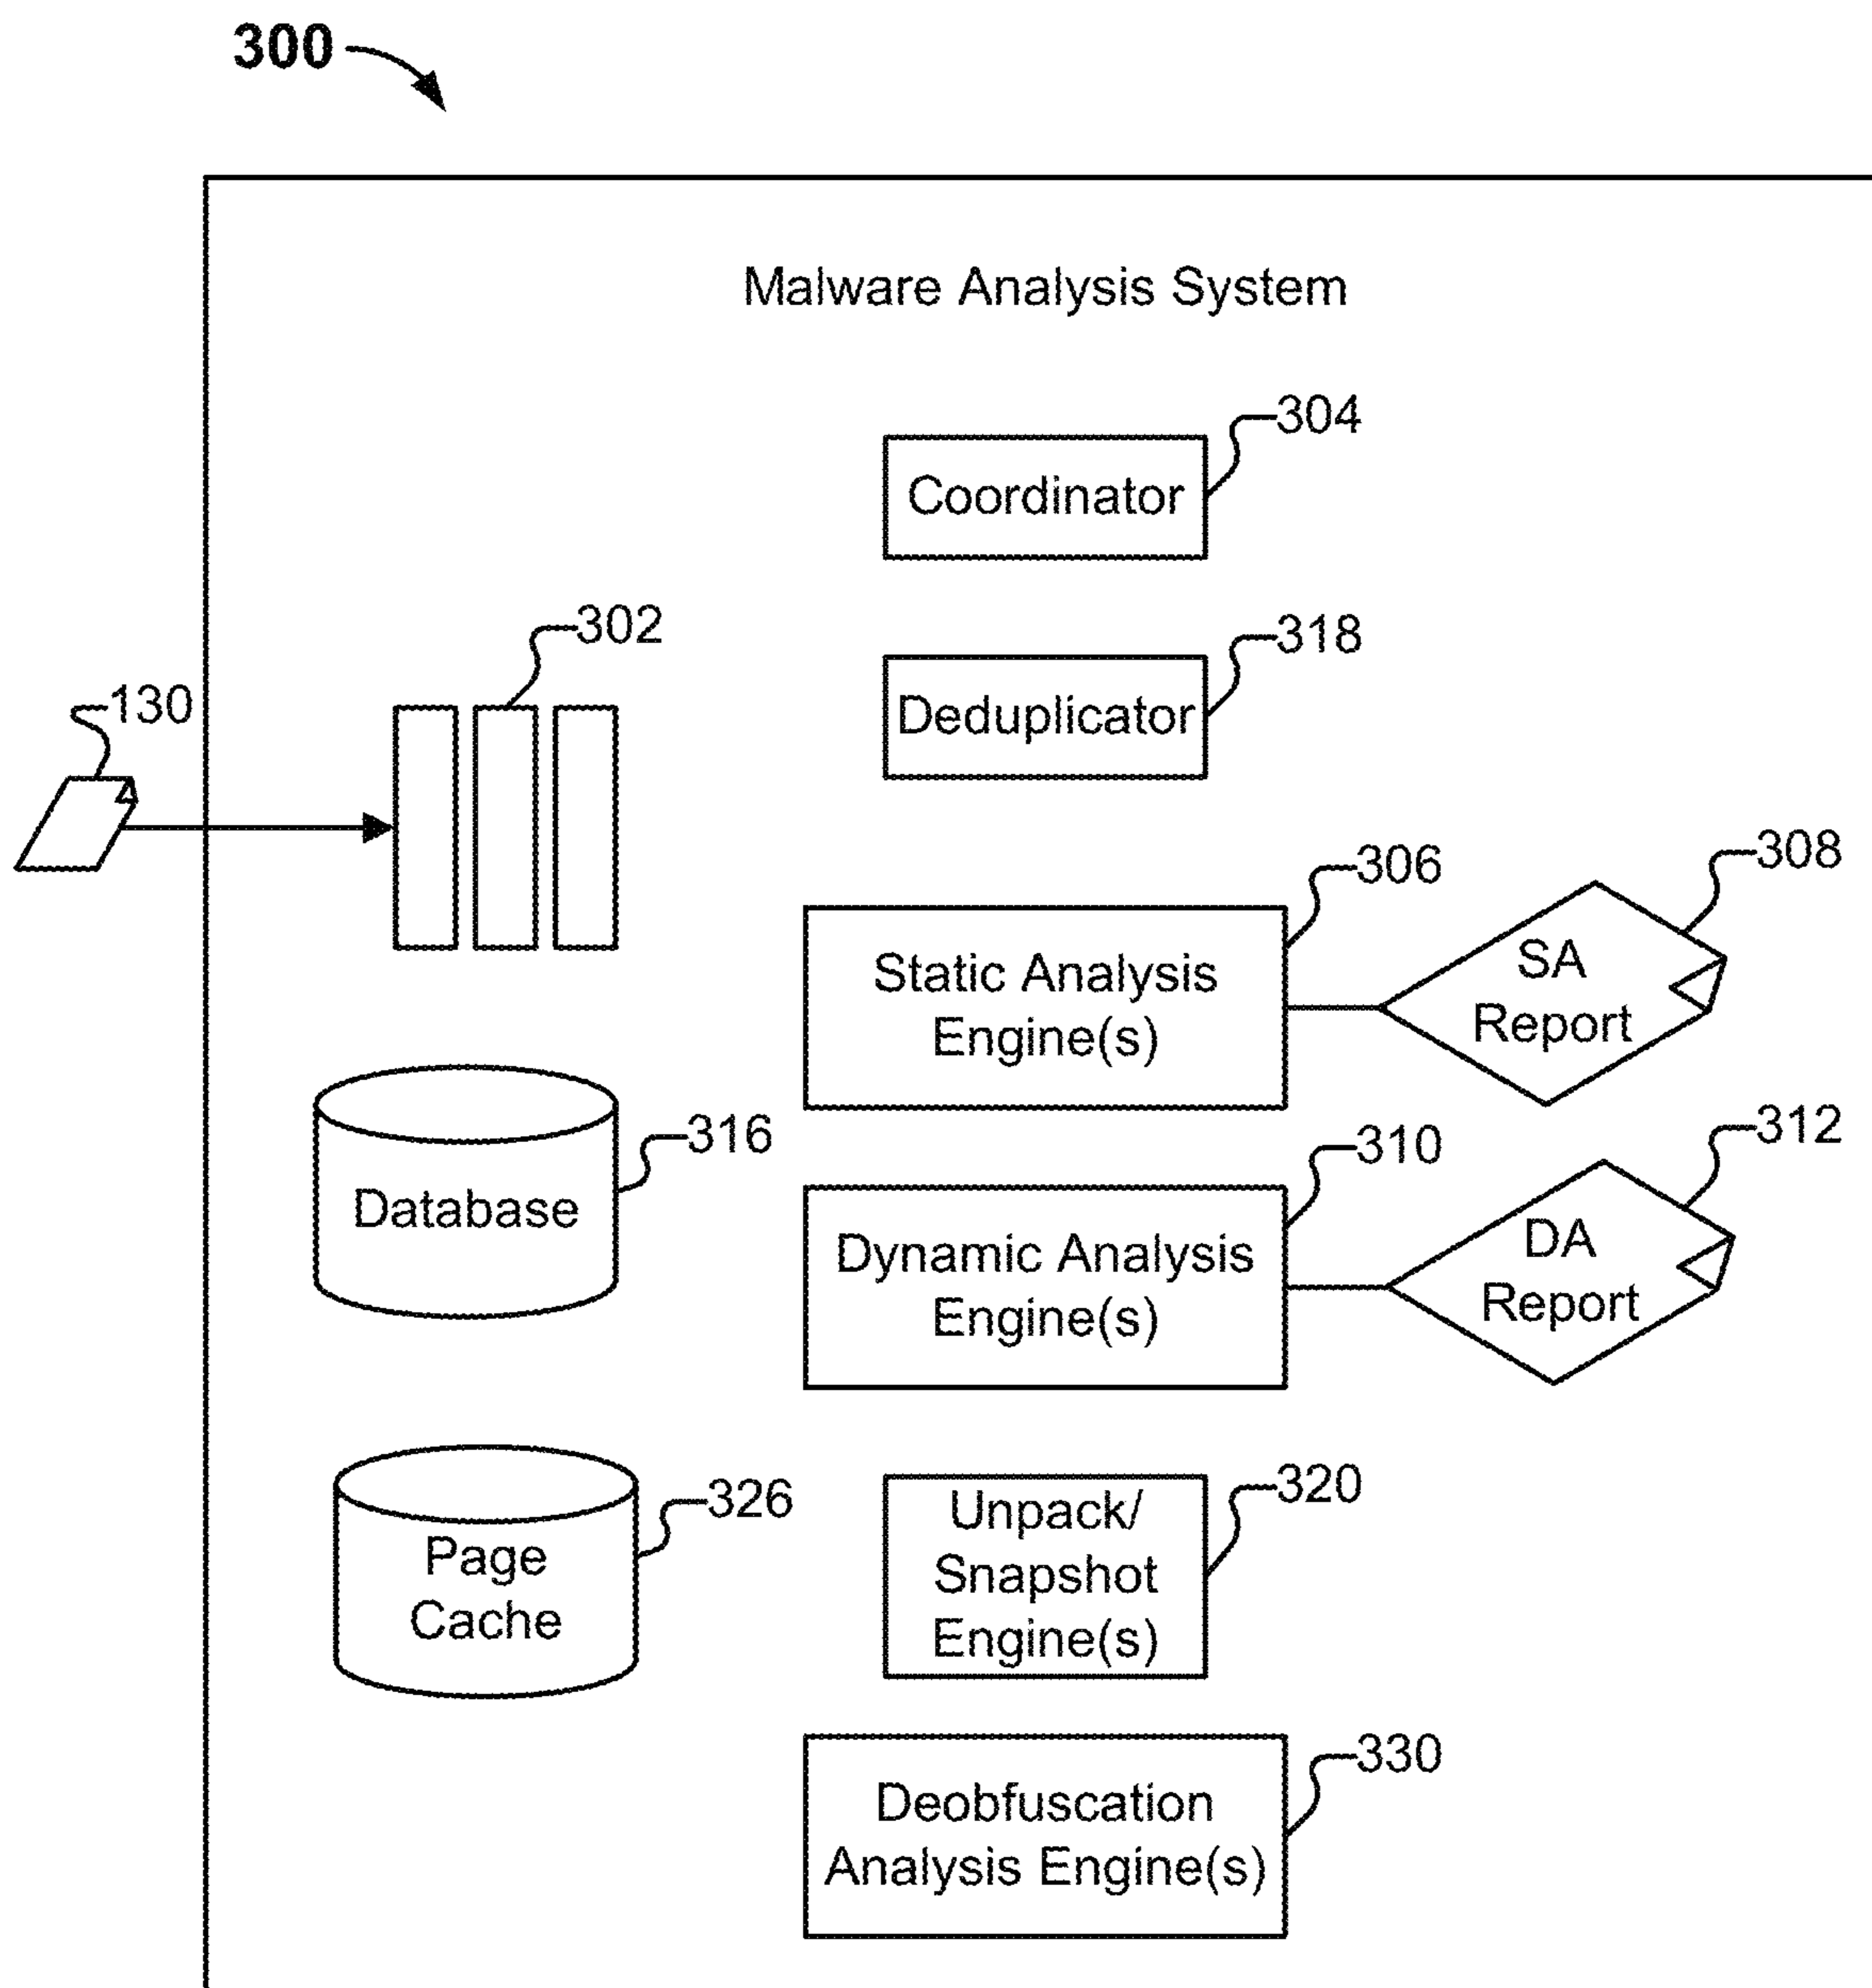 300
Malware Analysis System
304
Coordinator
302
318
130
Deduplicator
306
308
Static Analysis
Engine(s)
SA
Report
316
310
312
Database
Dynamic Analysis
Engine(s)
DA
Report
326
320
Page
Cache
Unpack/
Snapshot
Engine(s)
330
Deobfuscation
Analysis Engine(s)